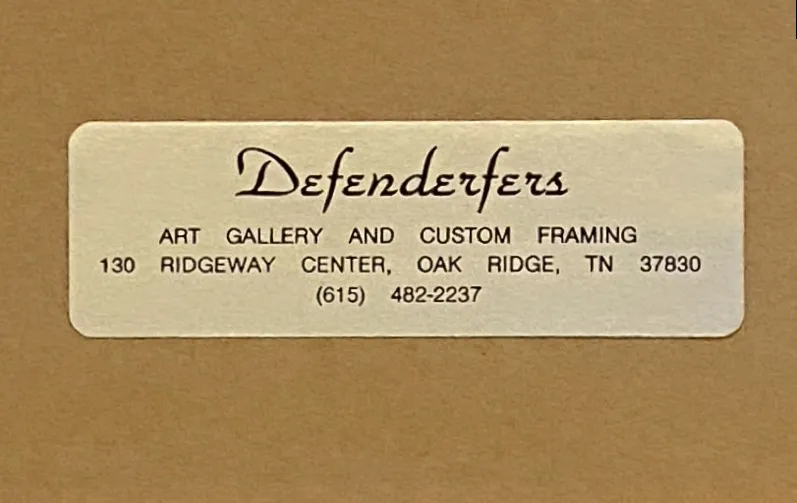 Defenderfers
ART GALLERY AND CUSTOM FRAMING
130 RIDGEWAY CENTER, OAK RIDGE, TN 37830
(615) 482-2237